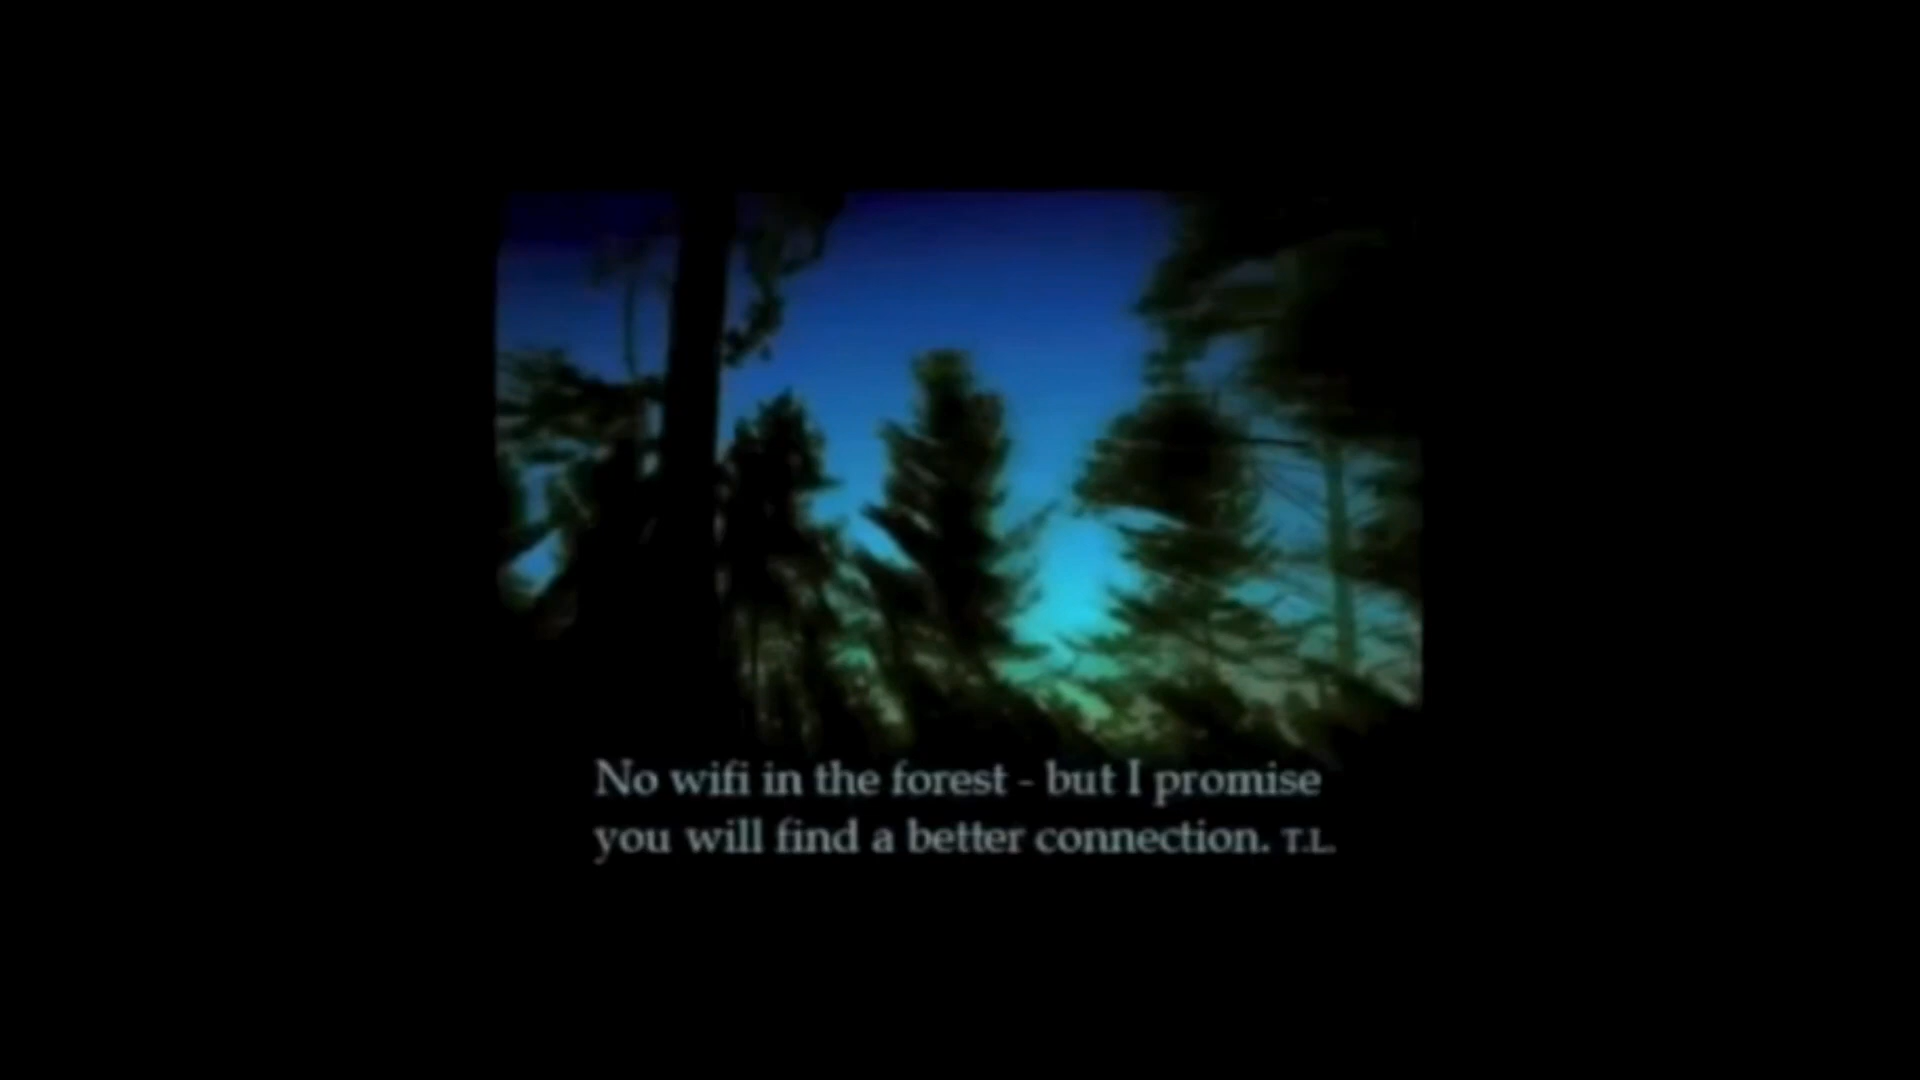 No wifi in the forest - but I promise
you will find a better connection. T.L.